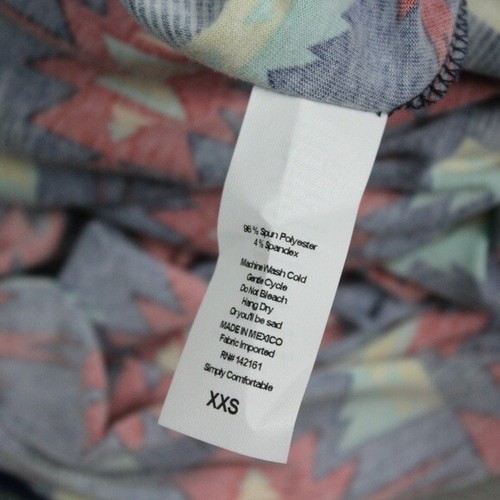 96% Spun Polyester
4% Spandex
Machine Wash Cold
Gentle Cycle
Do Not Bleach
Hang Dry
Or you'll be sad
MADE IN MEXICO
Fabric Imported
RN# 142161
Simply Comfortable
XXS